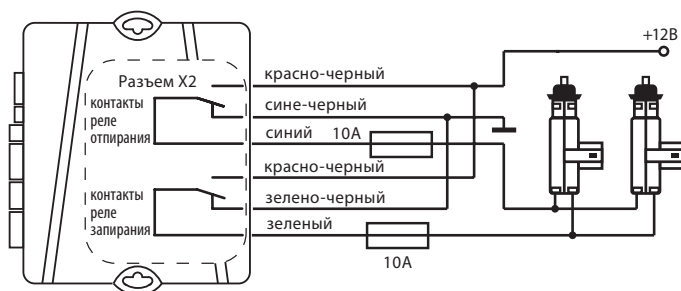 +12В
Разъем X2
красно-черный
контакты
реле
отпирания
сине-черный
синий
10А
красно-черный
контакты
реле
запирания
зелено-черный
зеленый
10А